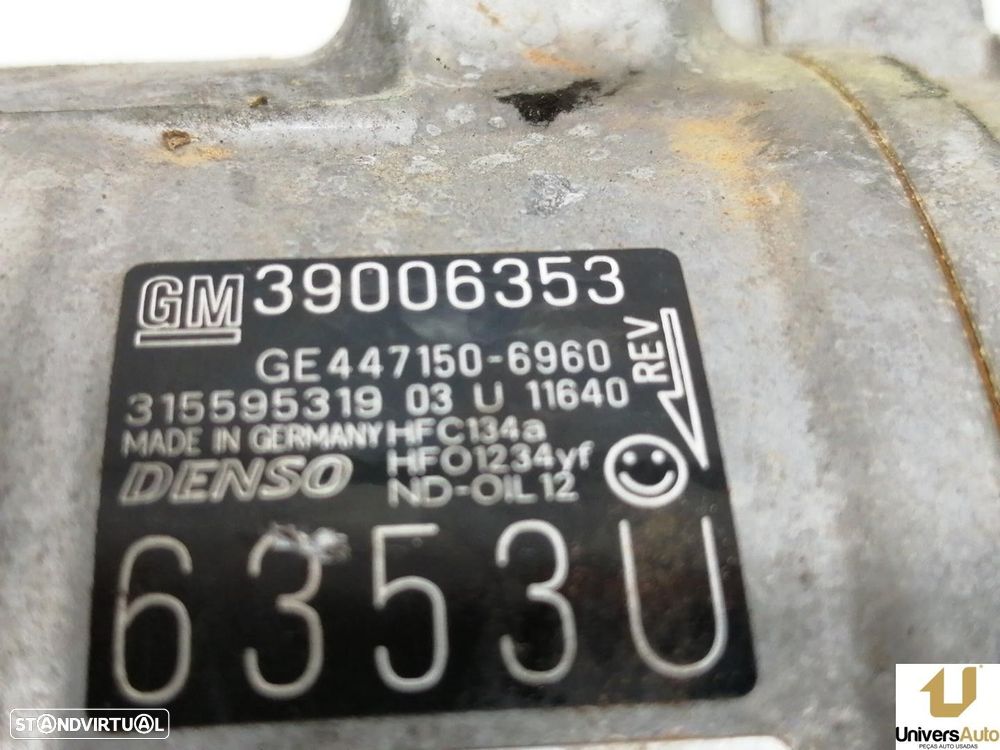 GM 39006353
GE447150-6960
REV
315595319 03 U 11640
MADE IN GERMANY HFC134a
DENSO HFO1234yf
ND-OIL12
6353U
STANDVIRTUAL
UniversAuto
PEÇAS AUTO USADAS